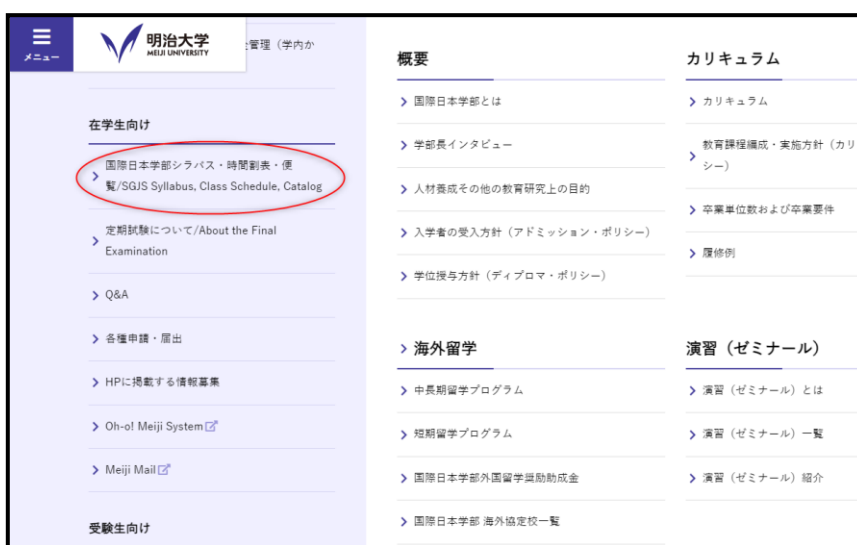 メニュー
明治大学
MEIJI UNIVERSITY
管理（学内か
在学生向け
国際日本学部シラバス・時間割表・便
覧/SGJS Syllabus, Class Schedule, Catalog
定期試験について/About the Final
Examination
Q&A
各種申請・届出
HPに掲載する情報募集
Oh-o! Meiji System
Meiji Mail
受験生向け
概要
国際日本学部とは
学部長インタビュー
人材養成その他の教育研究上の目的
入学者の受入方針（アドミッション・ポリシー）
学位授与方針（ディプロマ・ポリシー）
海外留学
中長期留学プログラム
短期留学プログラム
国際日本学部外国留学奨励助成金
国際日本学部 海外協定校一覧
カリキュラム
カリキュラム
教育課程編成・実施方針（カリ
シー）
卒業単位数および卒業要件
履修例
演習（ゼミナール）
演習（ゼミナール）とは
演習（ゼミナール）一覧
演習（ゼミナール）紹介